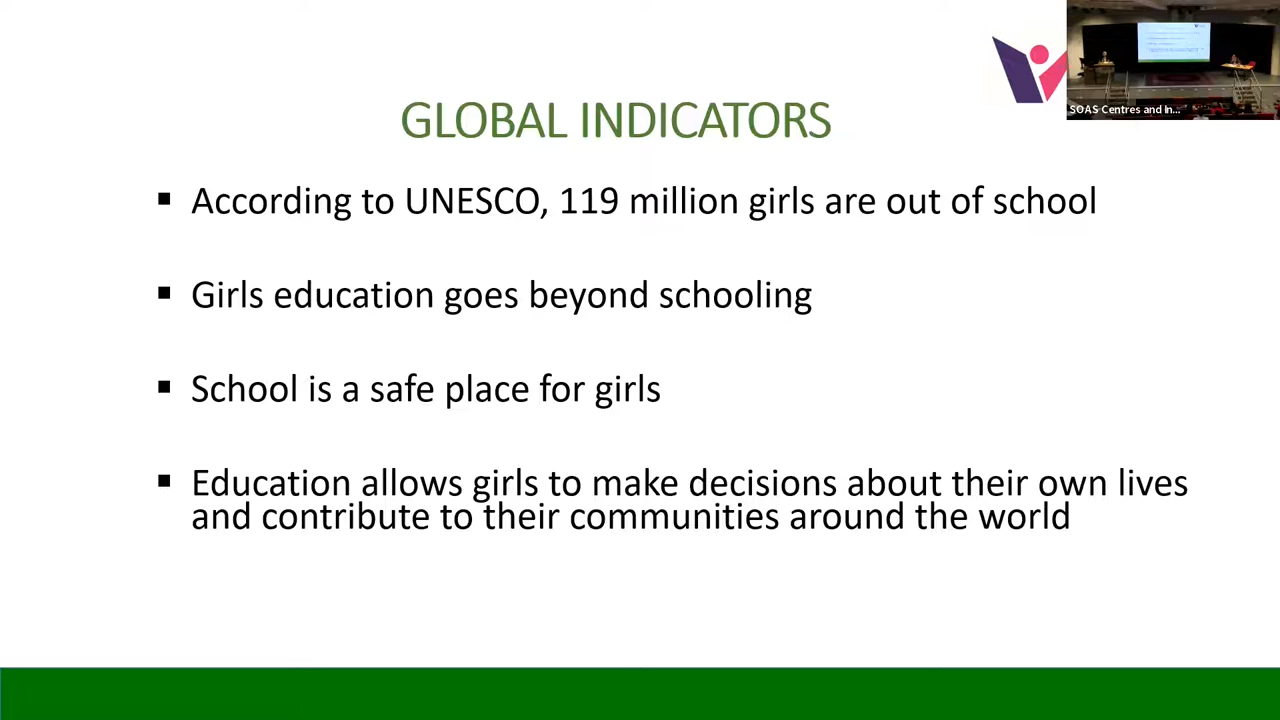 SOAS Centres and In...
GLOBAL INDICATORS
▪ According to UNESCO, 119 million girls are out of school
▪ Girls education goes beyond schooling
▪ School is a safe place for girls
▪ Education allows girls to make decisions about their own lives
and contribute to their communities around the world